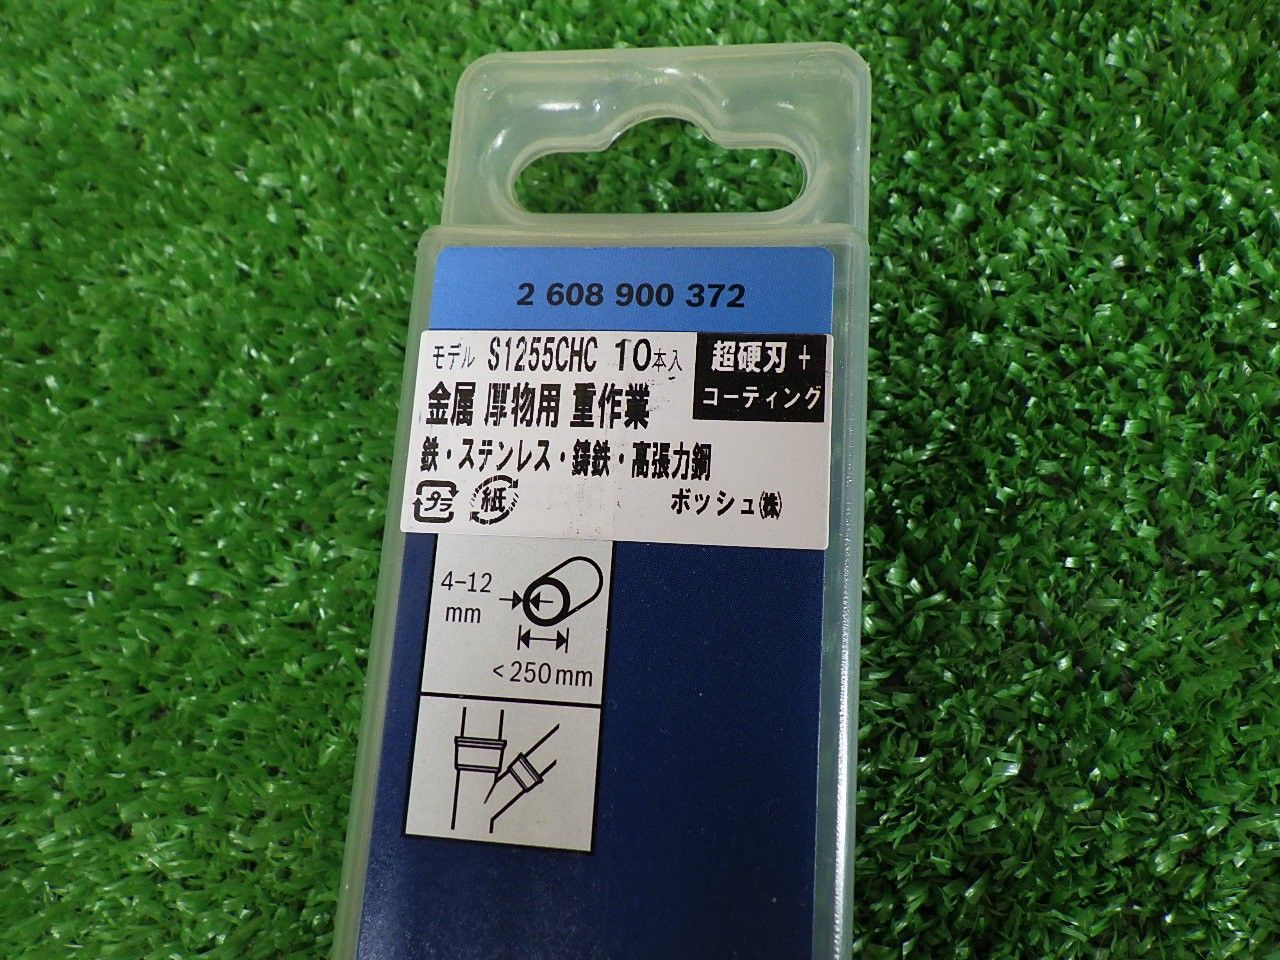 2 608 900 372
モデル S1255CHC 10本入
超硬刃 +
コーティング
金属 厚物用 重作業
鉄・ステンレス・鋳鉄・高張力鋼
プラ 紙 ボッシュ㈱
4-12
mm
<250mm